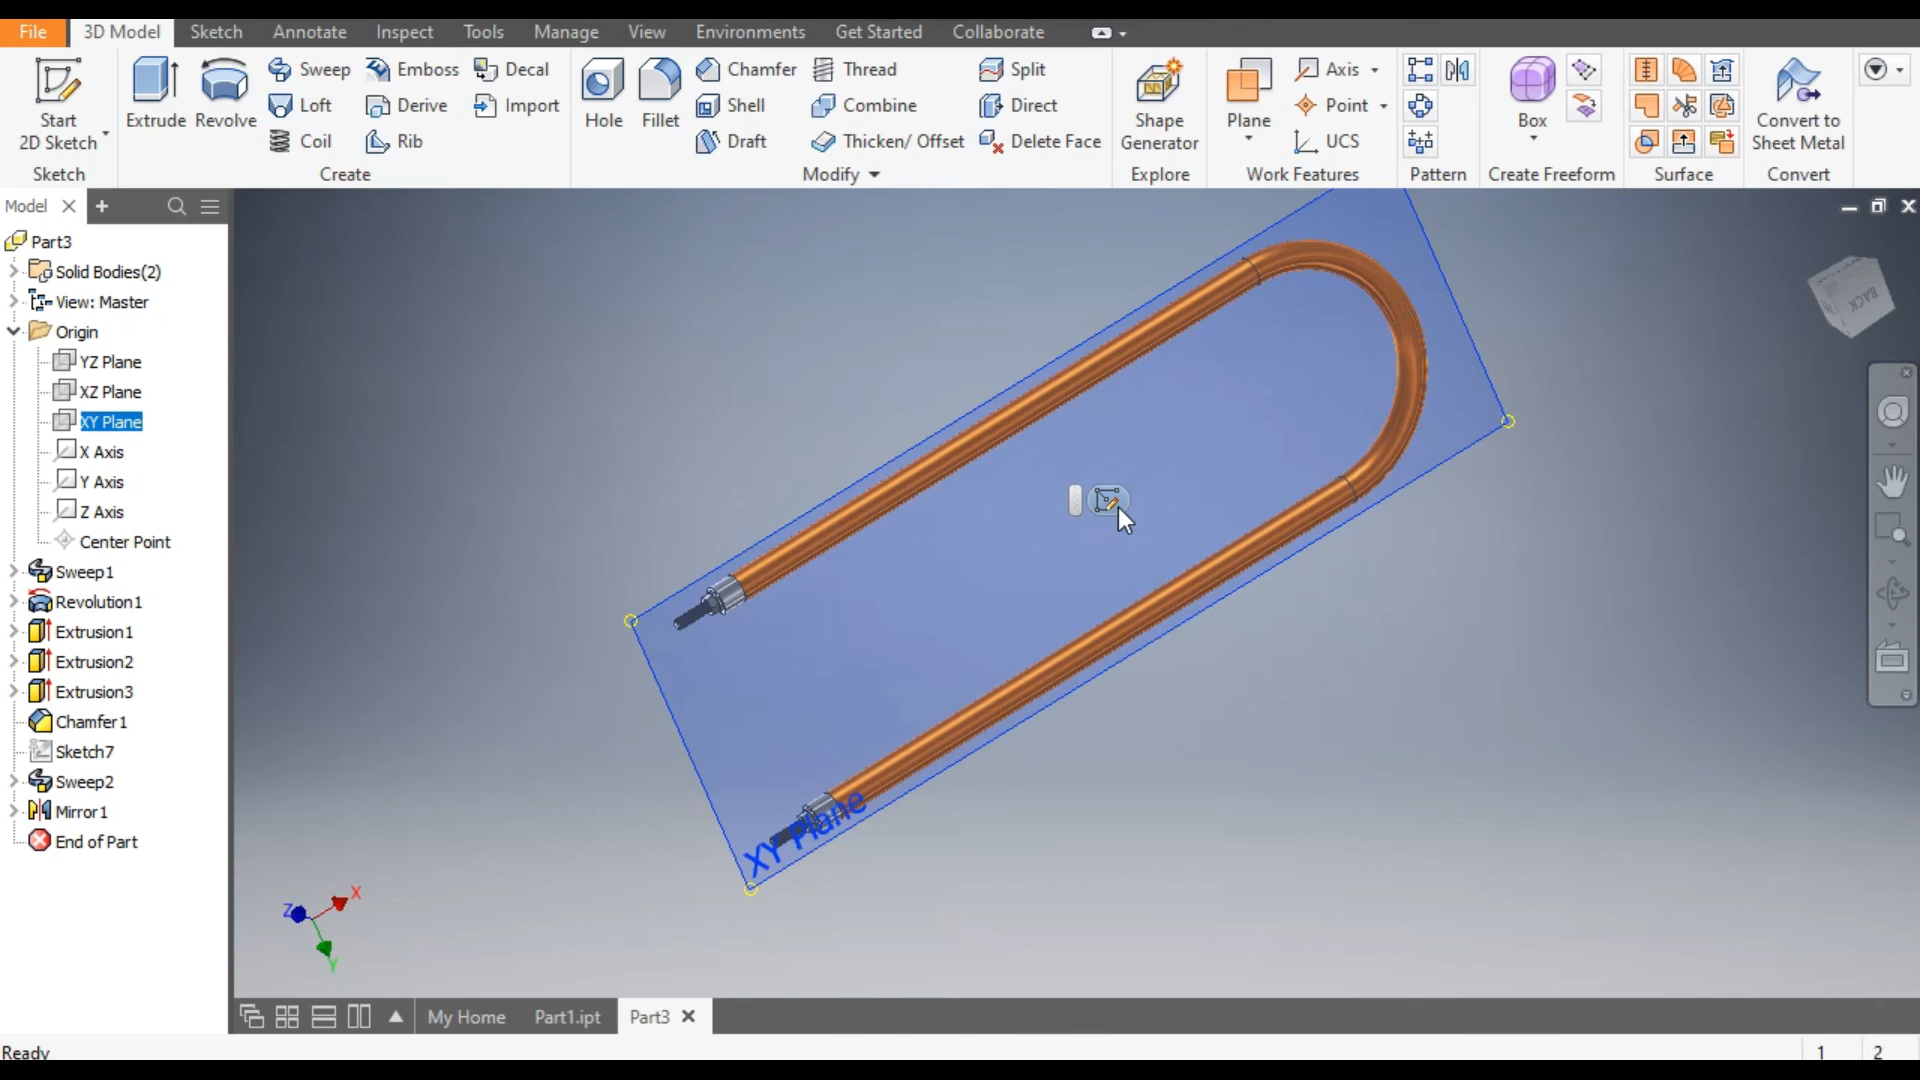 File 3D Model Sketch Annotate Inspect Tools Manage View Environments Get Started Collaborate
Start
2D Sketch
Extrude
Revolve
Sweep
Loft
Coil
Emboss
Derive
Rib
Decal
Import
Hole
Fillet
Chamfer
Shell
Draft
Thread
Combine
Thicken/ Offset
Split
Direct
Delete Face
Shape
Generator
Plane
Axis
Point
UCS
Box
Convert to
Sheet Metal
Sketch Create Modify Explore Work Features Pattern Create Freeform Surface Convert
Model
Part3
Solid Bodies(2)
View: Master
Origin
YZ Plane
XZ Plane
XY Plane
X Axis
Y Axis
Z Axis
Center Point
Sweep1
Revolution1
Extrusion1
Extrusion2
Extrusion3
Chamfer1
Sketch7
Sweep2
Mirror1
End of Part
BACK
XY Plane
X
Z
Y
My Home Part1.ipt Part3
Ready 1 2